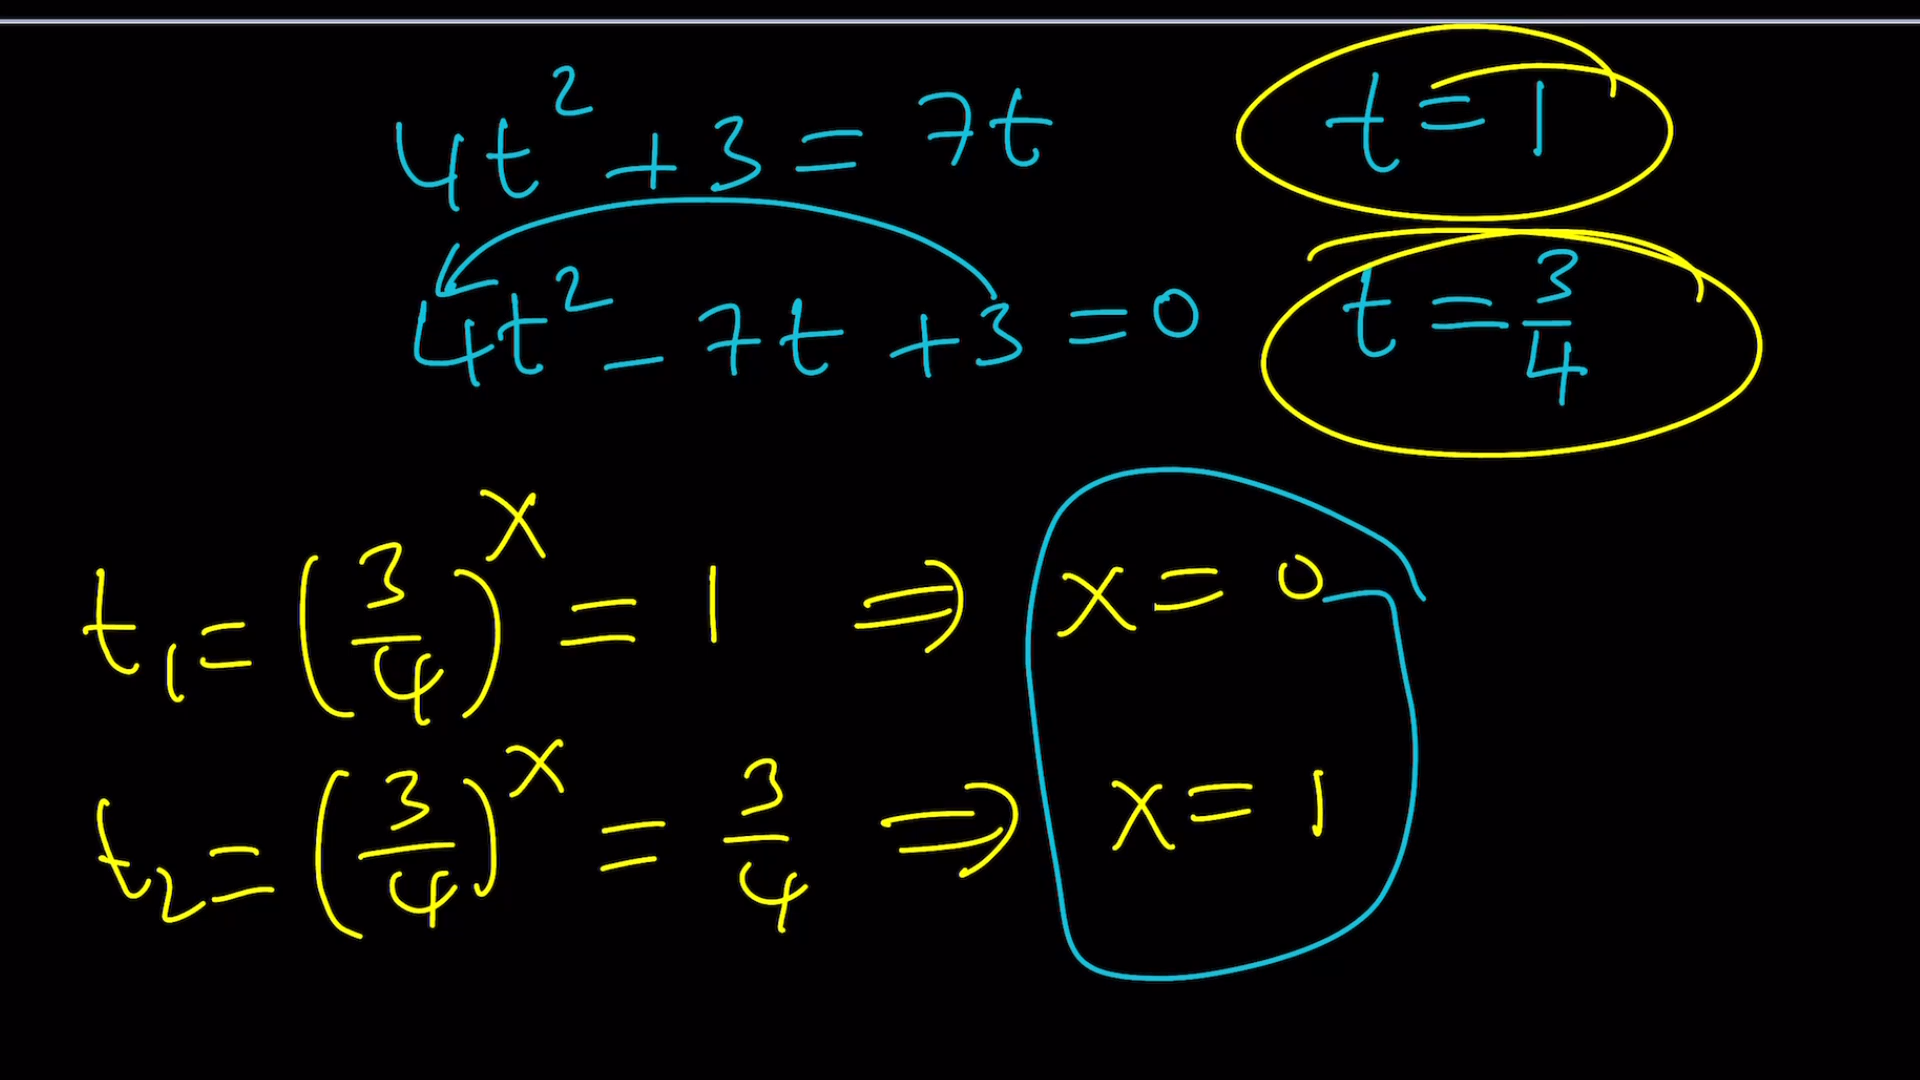 4t² + 3 = 7t
t = 1
4t² - 7t + 3 = 0
t = 3/4
t₁ = (3/4)ˣ = 1 ⇒ x = 0
t₂ = (3/4)ˣ = 3/4 ⇒ x = 1